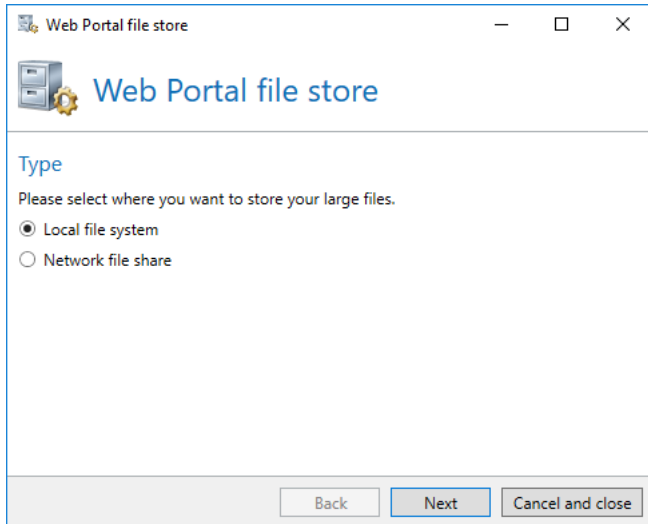 Web Portal file store
Web Portal file store
Type
Please select where you want to store your large files.
Local file system
Network file share
Back
Next
Cancel and close